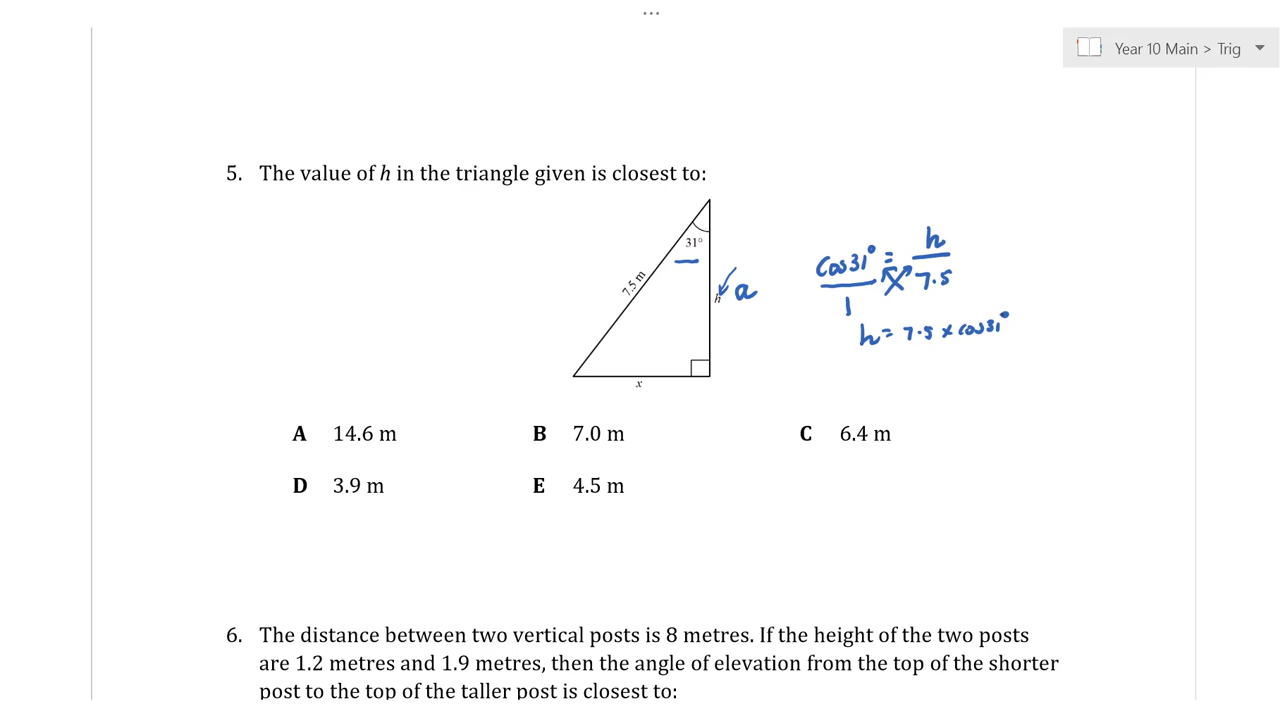 ...
Year 10 Main > Trig
5. The value of h in the triangle given is closest to:
31°
7.5 m
h
a
x
cos31° = h
1 7.5
h = 7.5 × cos31°
A 14.6 m B 7.0 m C 6.4 m
D 3.9 m E 4.5 m
6. The distance between two vertical posts is 8 metres. If the height of the two posts
are 1.2 metres and 1.9 metres, then the angle of elevation from the top of the shorter
post to the top of the taller post is closest to: